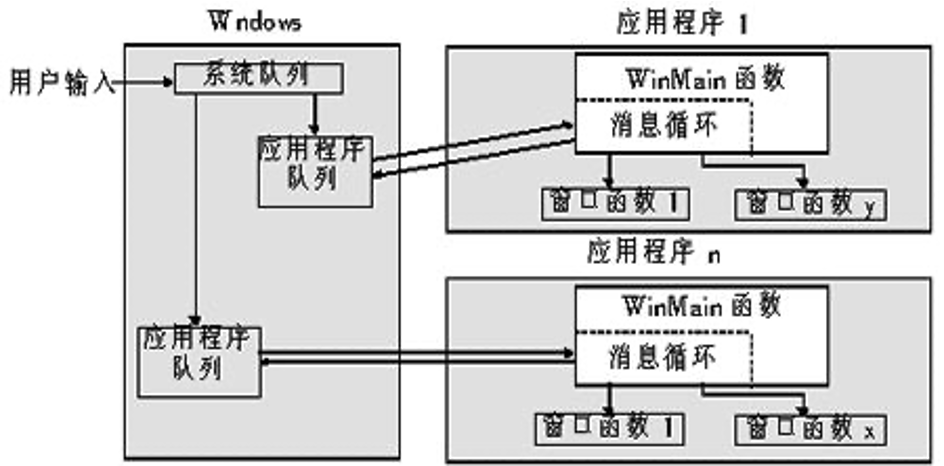 Wndows
应用程序 1
用户输入
系统队列
WinMain 函数
消息循环
应用程序
队列
窗口函数 1
窗口函数 y
应用程序 n
WinMain 函数
应用程序
队列
消息循环
窗口函数 1
窗口函数 x